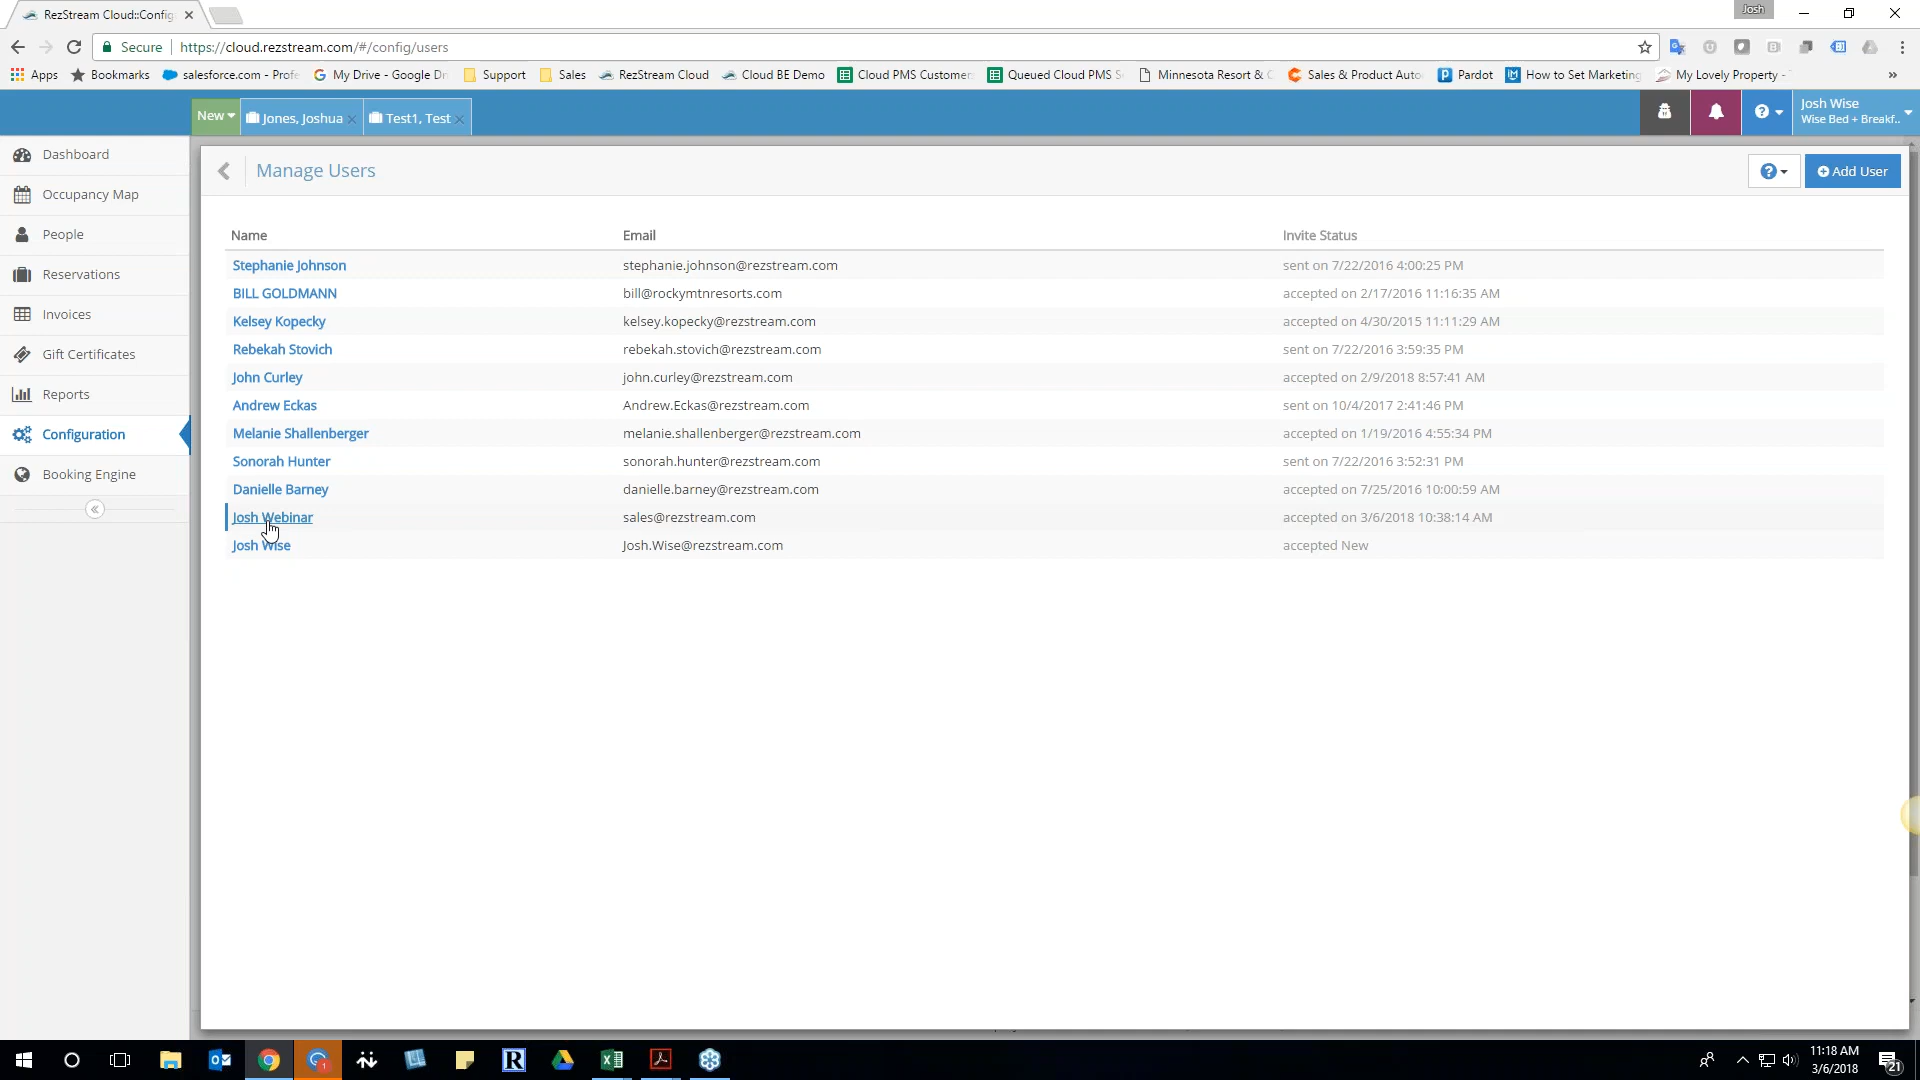 RezStream Cloud::Config
Josh
Secure https://cloud.rezstream.com/#/config/users
Apps Bookmarks salesforce.com - Profe My Drive - Google Dr Support Sales RezStream Cloud Cloud BE Demo Cloud PMS Customer Queued Cloud PMS S Minnesota Resort & C Sales & Product Auto Pardot How to Set Marketing My Lovely Property - »
New Jones, Joshua Test1, Test
Josh Wise
Wise Bed + Breakf..
Dashboard
Occupancy Map
People
Reservations
Invoices
Gift Certificates
Reports
Configuration
Booking Engine
Manage Users
Add User
Name Email Invite Status
Stephanie Johnson stephanie.johnson@rezstream.com sent on 7/22/2016 4:00:25 PM
BILL GOLDMANN bill@rockymtnresorts.com accepted on 2/17/2016 11:16:35 AM
Kelsey Kopecky kelsey.kopecky@rezstream.com accepted on 4/30/2015 11:11:29 AM
Rebekah Stovich rebekah.stovich@rezstream.com sent on 7/22/2016 3:59:35 PM
John Curley john.curley@rezstream.com accepted on 2/9/2018 8:57:41 AM
Andrew Eckas Andrew.Eckas@rezstream.com sent on 10/4/2017 2:41:46 PM
Melanie Shallenberger melanie.shallenberger@rezstream.com accepted on 1/19/2016 4:55:34 PM
Sonorah Hunter sonorah.hunter@rezstream.com sent on 7/22/2016 3:52:31 PM
Danielle Barney danielle.barney@rezstream.com accepted on 7/25/2016 10:00:59 AM
Josh Webinar sales@rezstream.com accepted on 3/6/2018 10:38:14 AM
Josh Wise Josh.Wise@rezstream.com accepted New
11:18 AM
3/6/2018
21